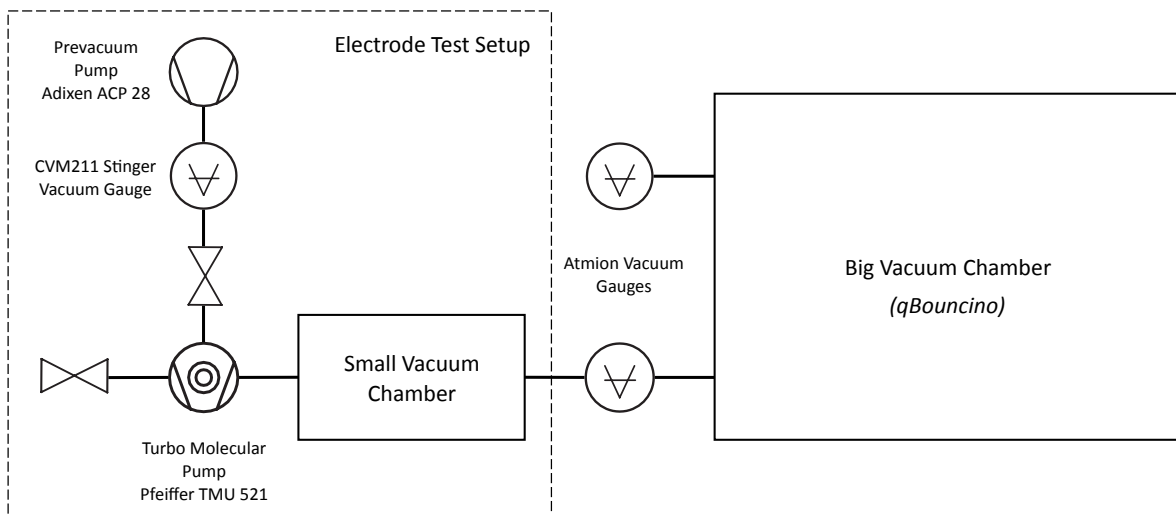 Electrode Test Setup
Prevacuum
Pump
Adixen ACP 28
CVM211 Stinger
Vacuum Gauge
Atmion Vacuum
Gauges
Big Vacuum Chamber
(qBouncino)
Small Vacuum
Chamber
Turbo Molecular
Pump
Pfeiffer TMU 521